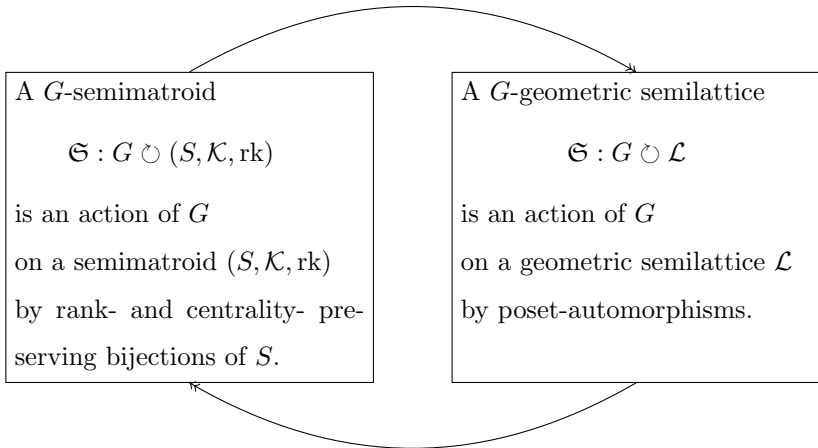 A G-semimatroid
𝔖 : G ↻ (S, 𝒦, rk)
is an action of G
on a semimatroid (S, 𝒦, rk)
by rank- and centrality- pre-
serving bijections of S.
A G-geometric semilattice
𝔖 : G ↻ ℒ
is an action of G
on a geometric semilattice ℒ
by poset-automorphisms.